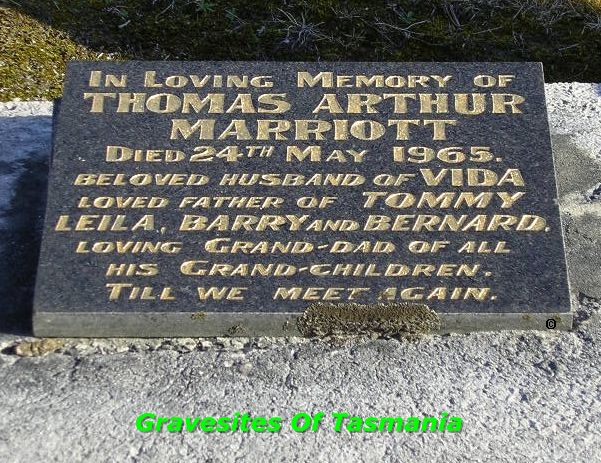 IN LOVING MEMORY OF
THOMAS ARTHUR
MARRIOTT
DIED 24TH MAY 1965.
BELOVED HUSBAND OF VIDA
LOVED FATHER OF TOMMY
LEILA, BARRY AND BERNARD.
LOVING GRAND-DAD OF ALL
HIS GRAND-CHILDREN.
TILL WE MEET AGAIN.
©
Gravesites Of Tasmania